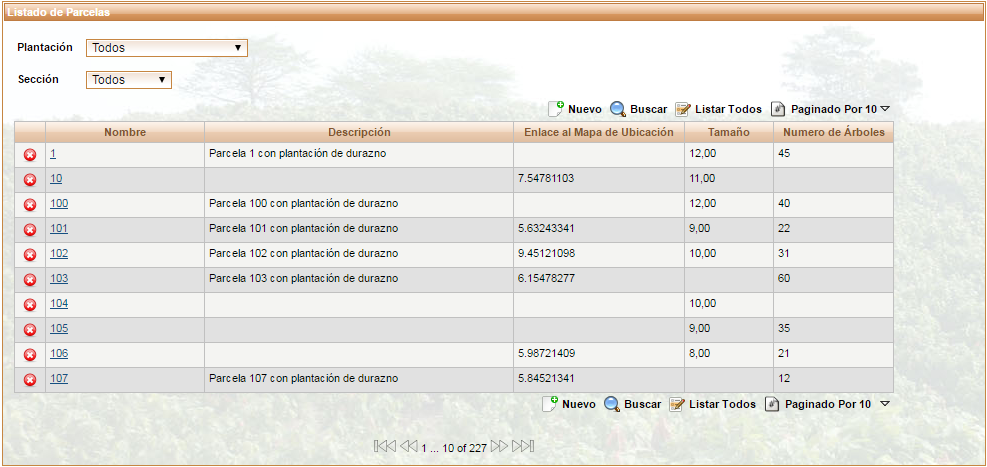 Listado de Parcelas
Plantación Todos
Sección Todos
Nuevo Buscar Listar Todos # Paginado Por 10
Nombre Descripción Enlace al Mapa de Ubicación Tamaño Numero de Árboles
1 Parcela 1 con plantación de durazno 12,00 45
10 7.54781103 11,00
100 Parcela 100 con plantación de durazno 12,00 40
101 Parcela 101 con plantación de durazno 5.63243341 9,00 22
102 Parcela 102 con plantación de durazno 9.45121098 10,00 31
103 Parcela 103 con plantación de durazno 6.15478277 60
104 10,00
105 9,00 35
106 5.98721409 8,00 21
107 Parcela 107 con plantación de durazno 5.84521341 12
Nuevo Buscar Listar Todos # Paginado Por 10
1 ... 10 of 227